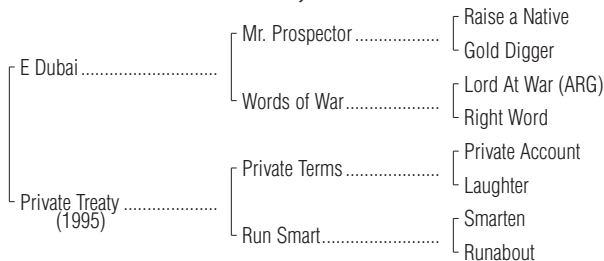 Raise a Native
Mr. Prospector ..................
Gold Digger
E Dubai .............................
Lord At War (ARG)
Words of War....................
Right Word
Private Account
Private Terms ....................
Laughter
Private Treaty ....................
(1995)
Smarten
Run Smart.........................
Runabout